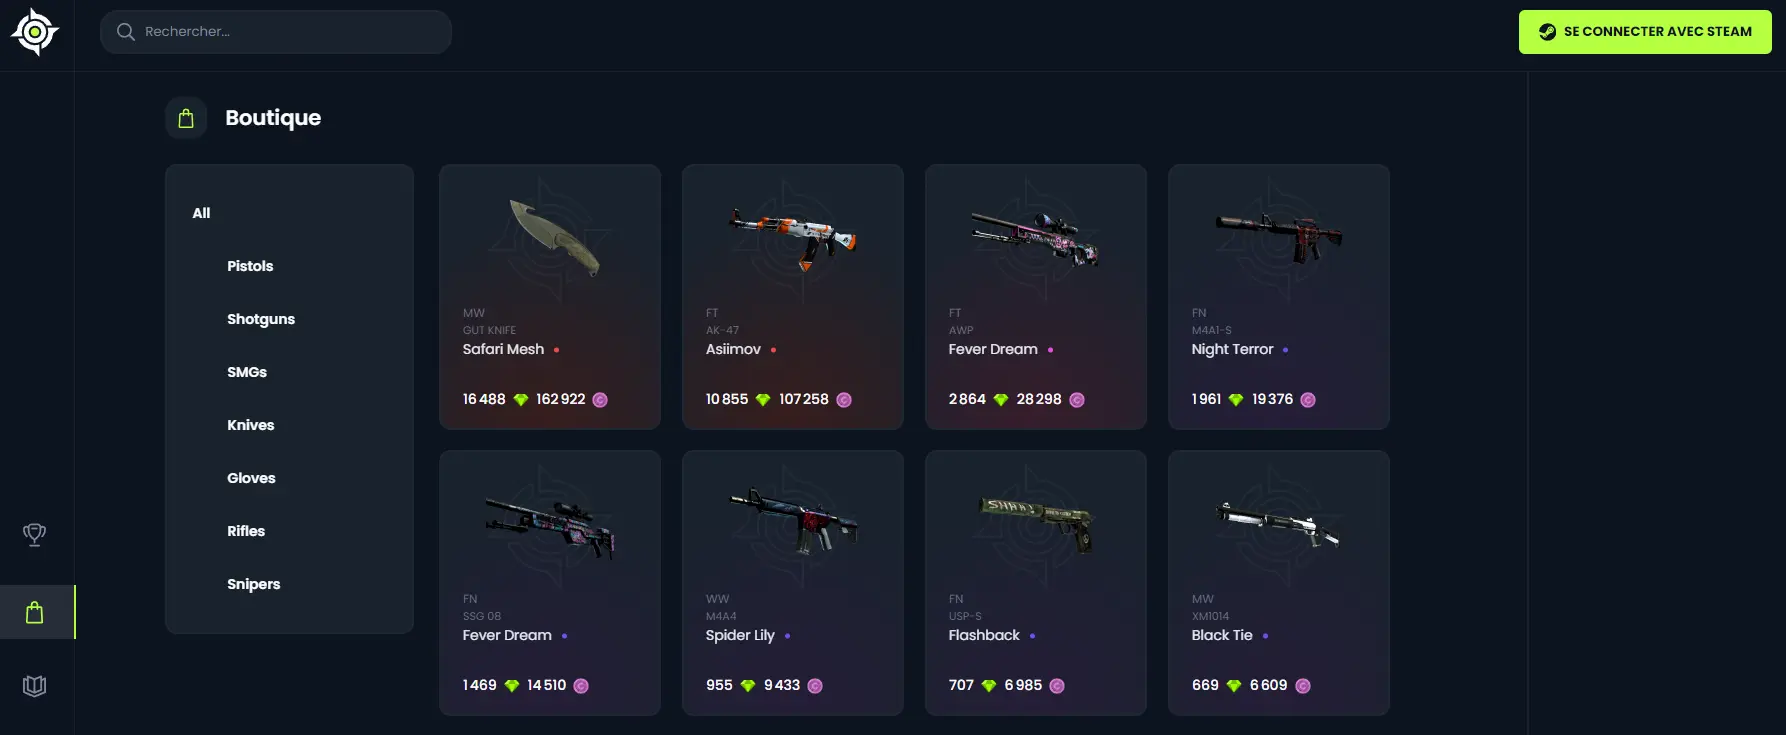 Rechercher...
SE CONNECTER AVEC STEAM
Boutique
All
Pistols
Shotguns
SMGs
Knives
Gloves
Rifles
Snipers
MW
GUT KNIFE
Safari Mesh
16 488 162 922
FT
AK-47
Asiimov
10 855 107 258
FT
AWP
Fever Dream
2 864 28 298
FN
M4A1-S
Night Terror
1 961 19 376
FN
SSG 08
Fever Dream
1 469 14 510
WW
M4A4
Spider Lily
955 9 433
FN
USP-S
Flashback
707 6 985
MW
XM1014
Black Tie
669 6 609